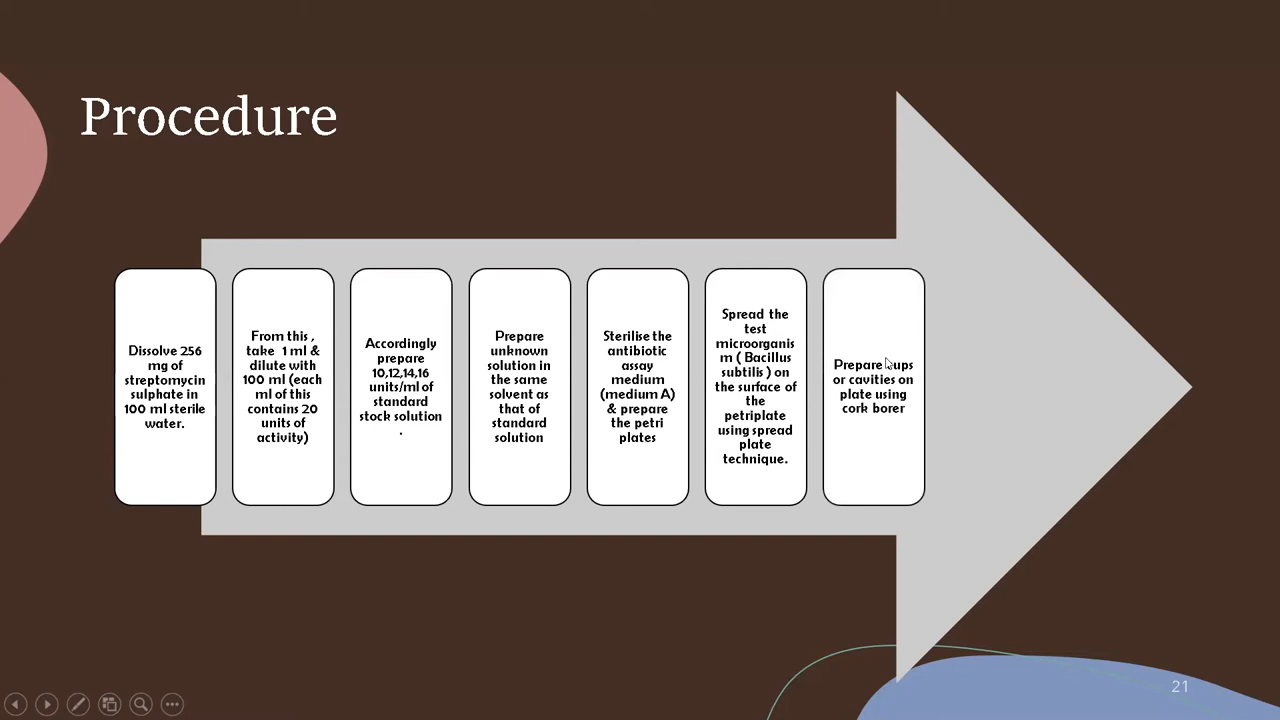 Procedure
Dissolve 256
mg of
streptomycin
sulphate in
100 ml sterile
water.
From this ,
take 1 ml &
dilute with
100 ml (each
ml of this
contains 20
units of
activity)
Accordingly
prepare
10,12,14,16
units/ml of
standard
stock solution
.
Prepare
unknown
solution in
the same
solvent as
that of
standard
solution
Sterilise the
antibiotic
assay
medium
(medium A)
& prepare
the petri
plates
Spread the
test
microorganis
m ( Bacillus
subtilis ) on
the surface of
the
petriplate
using spread
plate
technique.
Prepare cups
or cavities on
plate using
cork borer
21